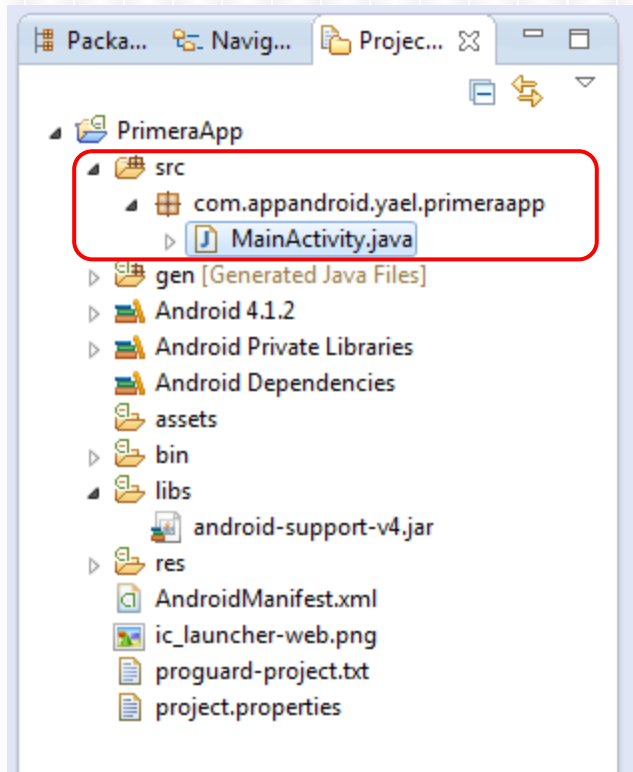 Packa... Navig... Projec...
PrimeraApp
src
com.appandroid.yael.primeraapp
MainActivity.java
gen [Generated Java Files]
Android 4.1.2
Android Private Libraries
Android Dependencies
assets
bin
libs
android-support-v4.jar
res
AndroidManifest.xml
ic_launcher-web.png
proguard-project.txt
project.properties